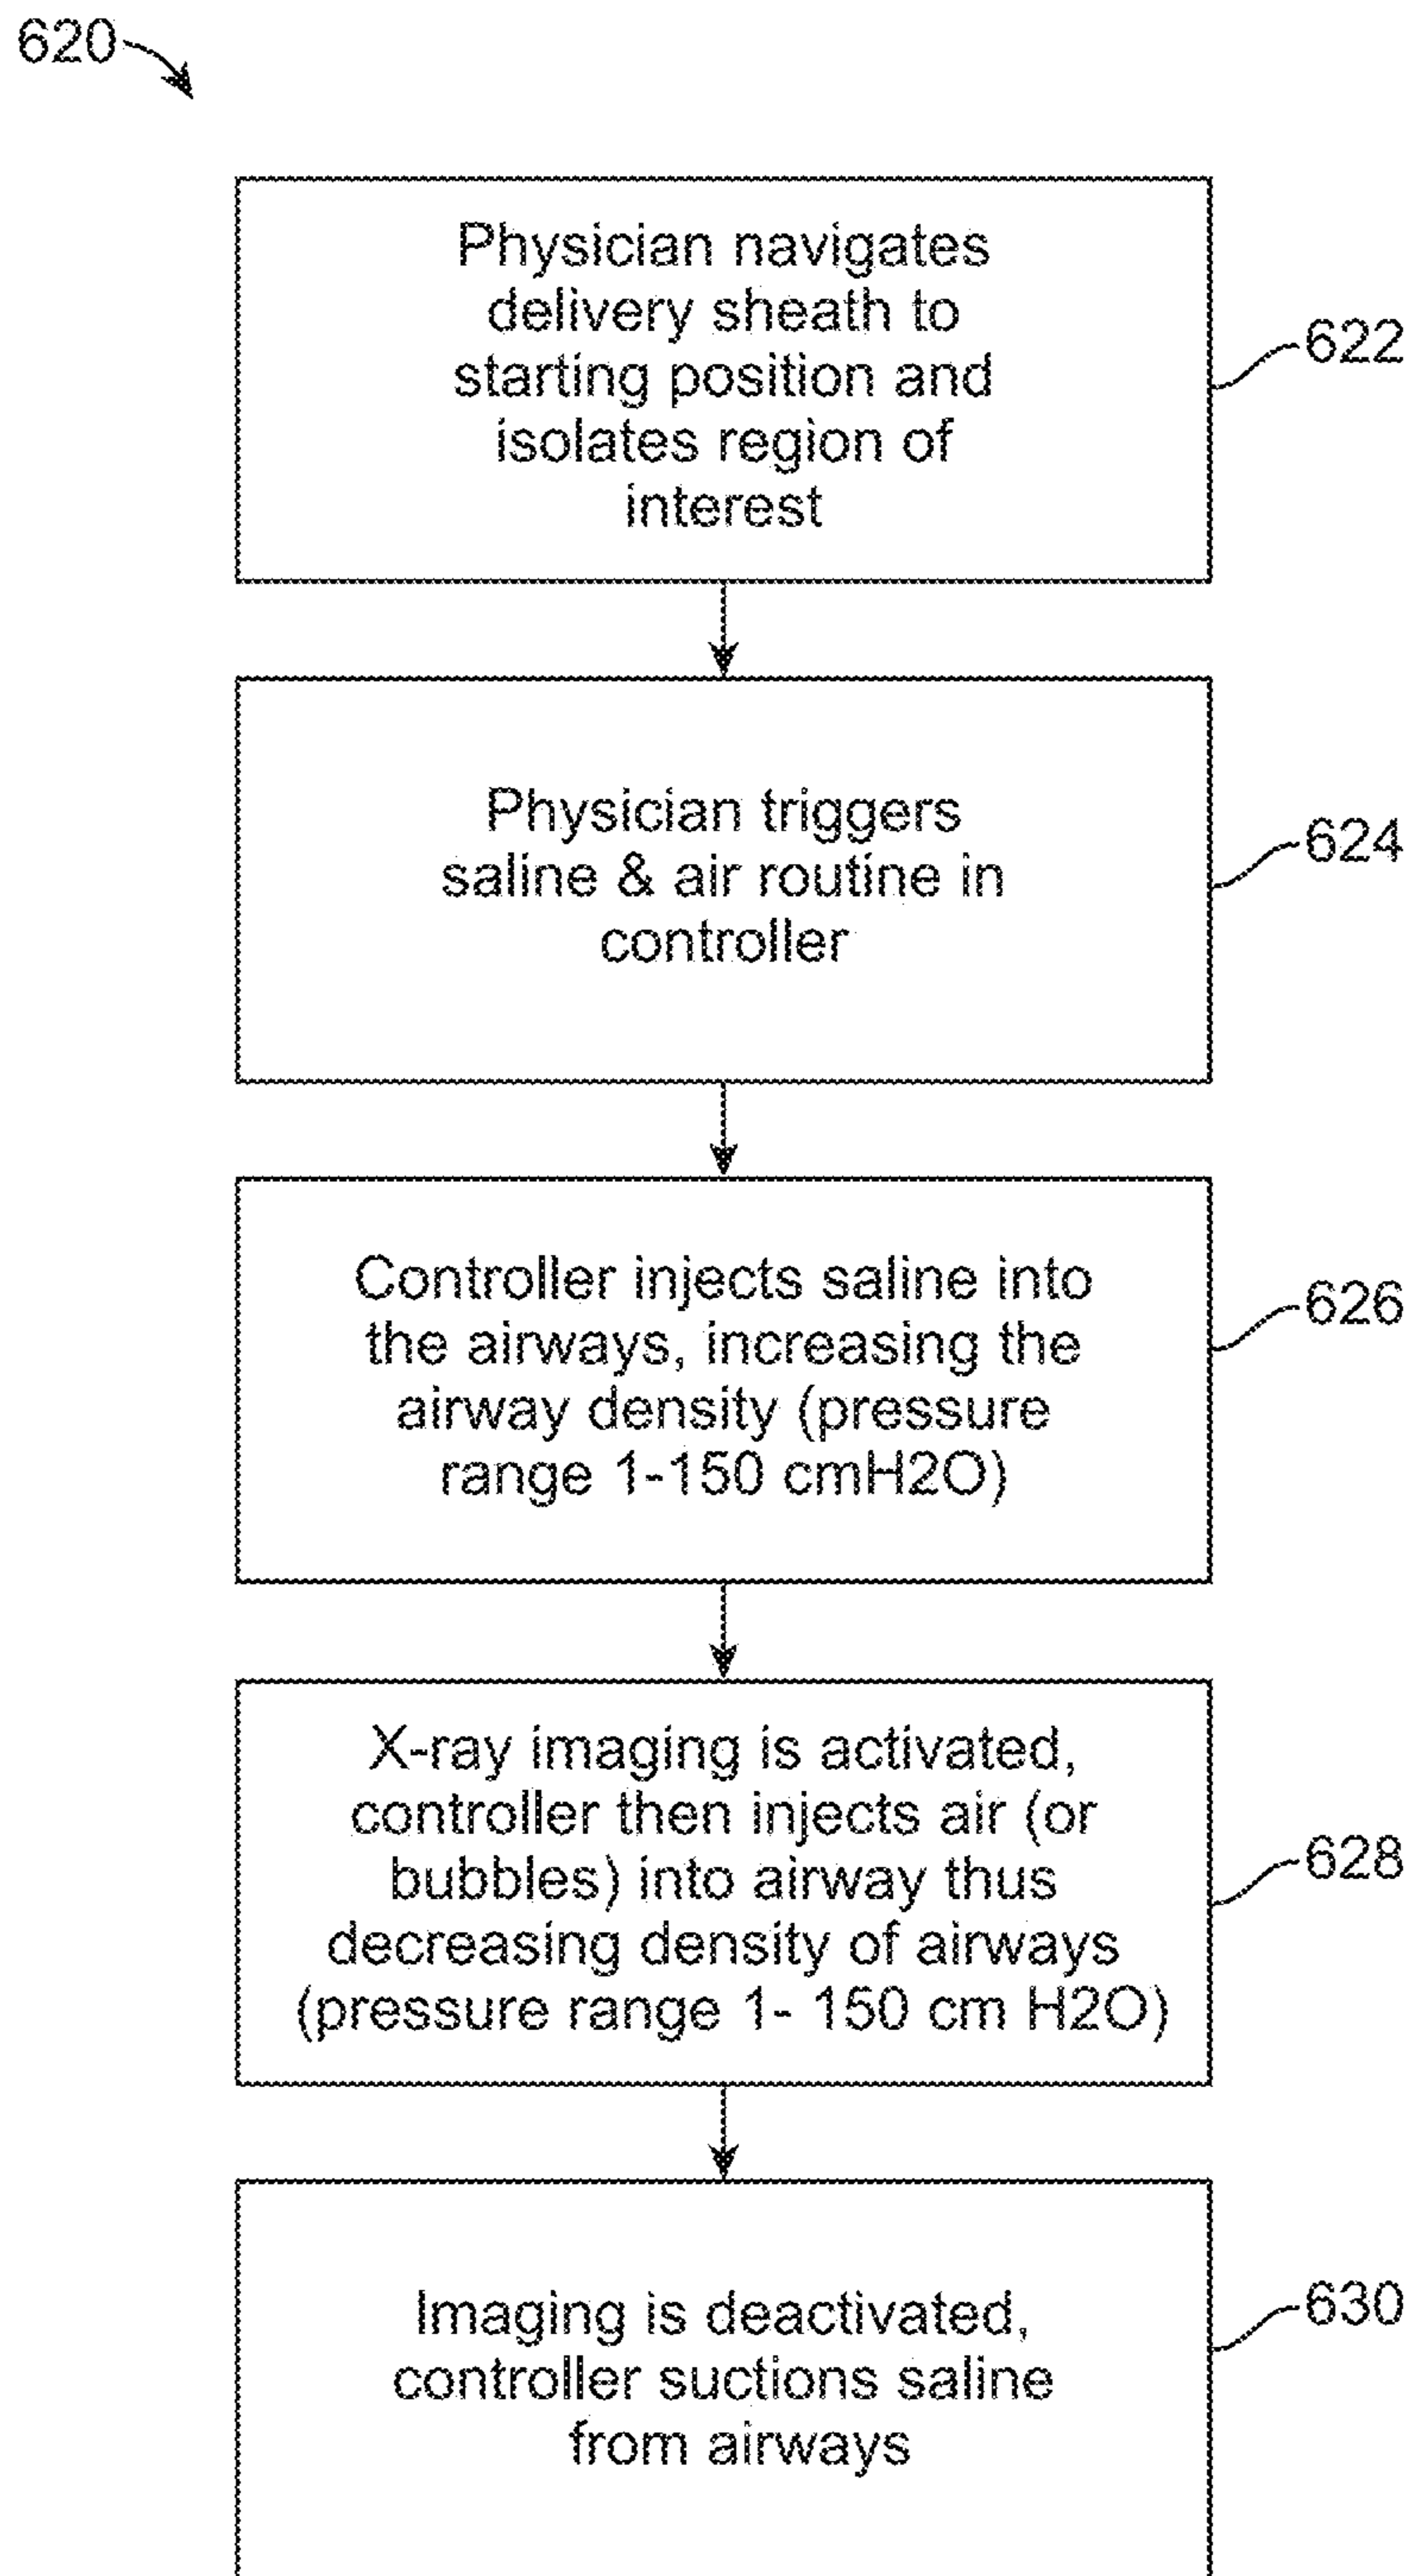 620
Physician navigates
delivery sheath to
starting position and
isolates region of
interest
622
Physician triggers
saline & air routine in
controller
624
Controller injects saline into
the airways, increasing the
airway density (pressure
range 1-150 cmH2O)
626
X-ray imaging is activated,
controller then injects air (or
bubbles) into airway thus
decreasing density of airways
(pressure range 1- 150 cm H2O)
628
Imaging is deactivated,
controller suctions saline
from airways
630